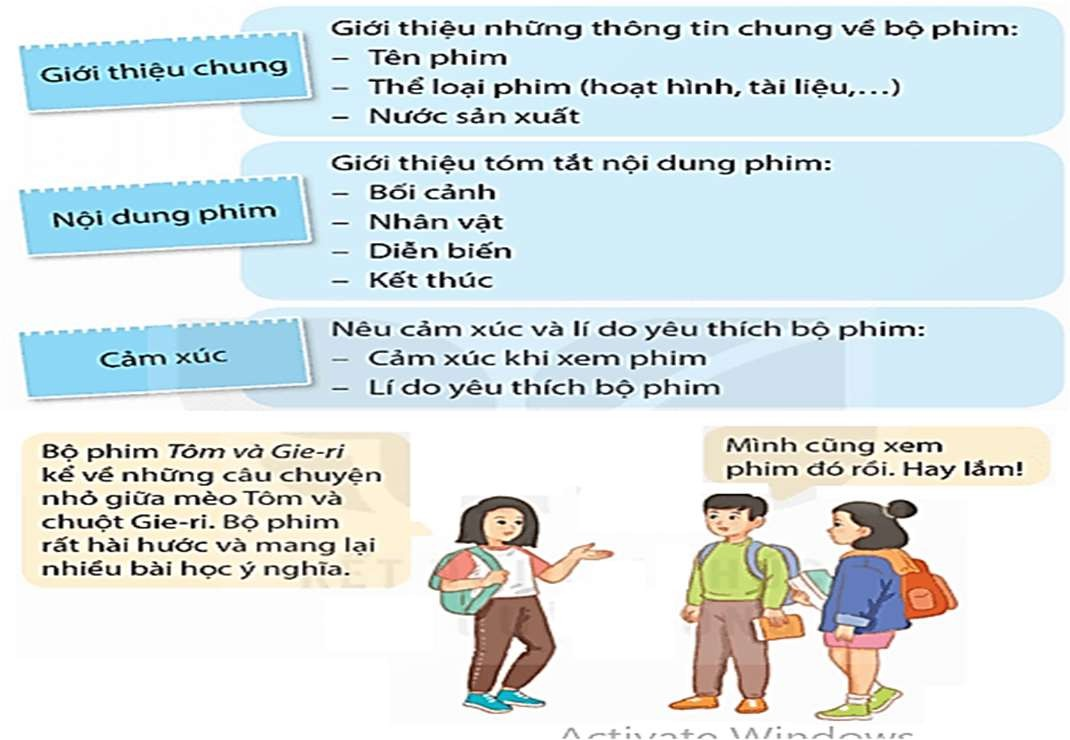 Giới thiệu chung
Giới thiệu những thông tin chung về bộ phim:
– Tên phim
– Thể loại phim (hoạt hình, tài liệu,...)
– Nước sản xuất
Nội dung phim
Giới thiệu tóm tắt nội dung phim:
– Bối cảnh
– Nhân vật
– Diễn biến
– Kết thúc
Cảm xúc
Nêu cảm xúc và lí do yêu thích bộ phim:
– Cảm xúc khi xem phim
– Lí do yêu thích bộ phim
Bộ phim Tôm và Gie-ri
kể về những câu chuyện
nhỏ giữa mèo Tôm và
chuột Gie-ri. Bộ phim
rất hài hước và mang lại
nhiều bài học ý nghĩa.
Mình cũng xem
phim đó rồi. Hay lắm!
Activate Windows